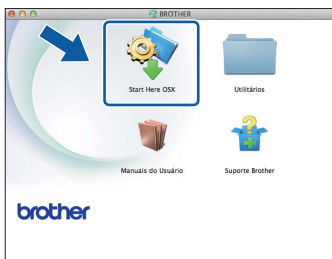 BROTHER
Start Here OSX
Utilitários
Manuais do Usuário
Suporte Brother
brother